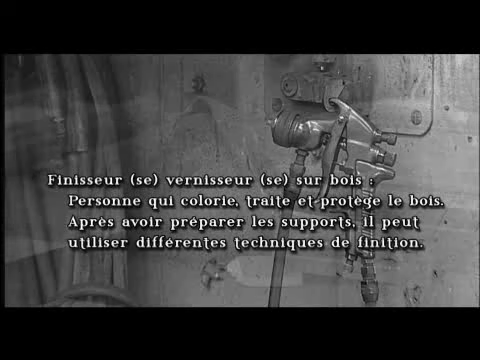 Finisseur (se) vernisseur (se) sur bois :
Personne qui colorie, traite et protège le bois.
Après avoir préparer les supports, il peut
utiliser différentes techniques de finition.